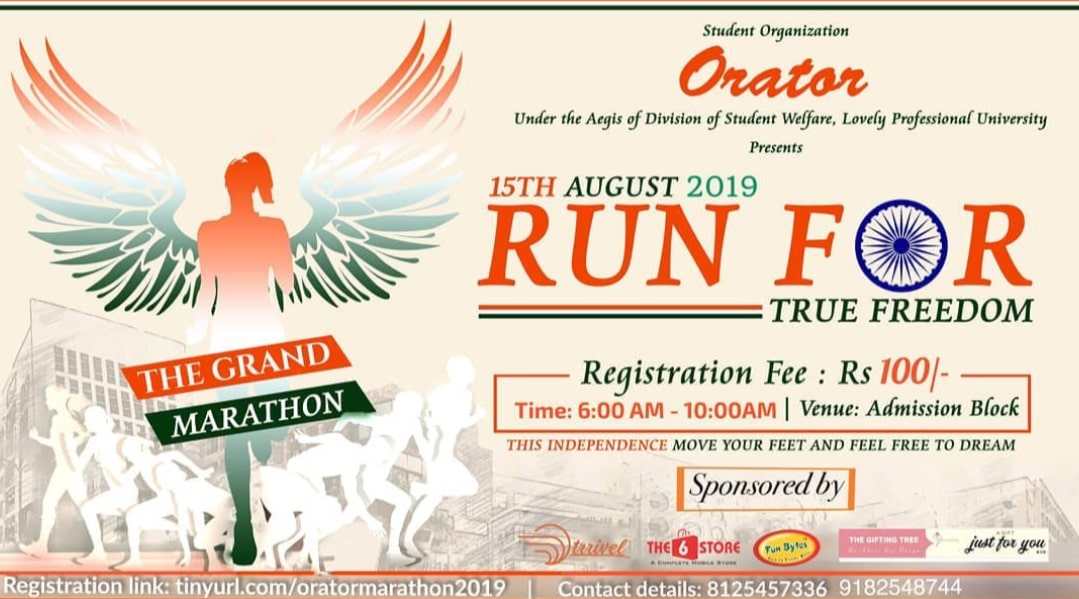 Student Organization
Orator
Under the Aegis of Division of Student Welfare, Lovely Professional University
Presents
15TH AUGUST 2019
RUN FOR
TRUE FREEDOM
THE GRAND
MARATHON
Registration Fee : Rs 100/-
Time: 6:00 AM - 10:00AM | Venue: Admission Block
THIS INDEPENDENCE MOVE YOUR FEET AND FEEL FREE TO DREAM
Sponsored by
THE 6 STORE
A COMPLETE MOBILE STORE
Fun Bytes
THE GIFTING TREE
just for you
Registration link: tinyurl.com/oratormarathon2019 | Contact details: 8125457336 9182548744